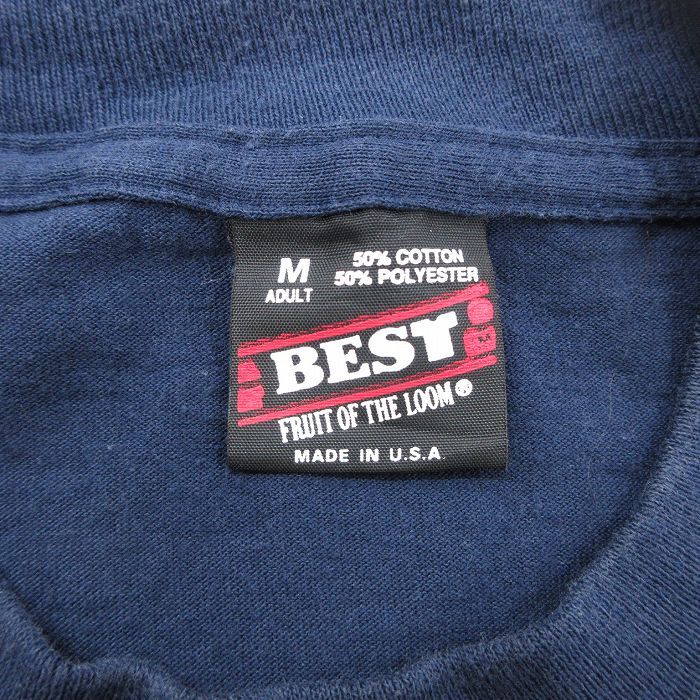 M
ADULT
50% COTTON
50% POLYESTER
BEST
FRUIT OF THE LOOM®
MADE IN U.S.A